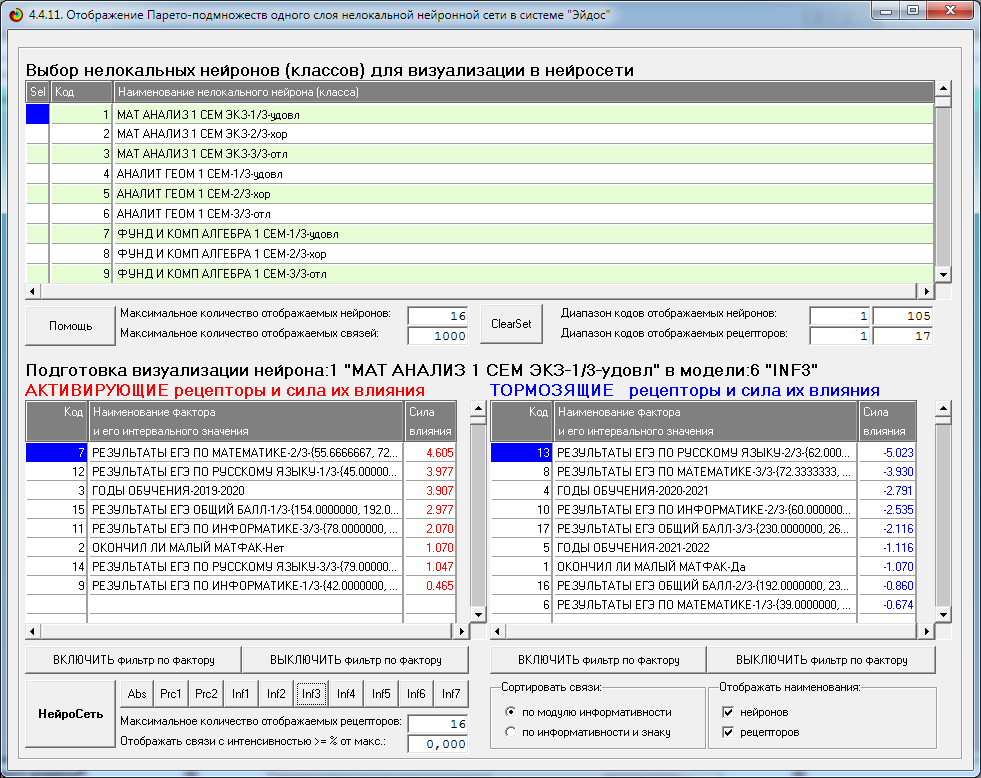 4.4.11. Отображение Парето-подмножеств одного слоя нелокальной нейронной сети в системе "Эйдос"
Выбор нелокальных нейронов (классов) для визуализации в нейросети
Sel Код Наименование нелокального нейрона (класса)
1 МАТ АНАЛИЗ 1 СЕМ ЭКЗ-1/3-удовл
2 МАТ АНАЛИЗ 1 СЕМ ЭКЗ-2/3-хор
3 МАТ АНАЛИЗ 1 СЕМ ЭКЗ-3/3-отл
4 АНАЛИТ ГЕОМ 1 СЕМ-1/3-удовл
5 АНАЛИТ ГЕОМ 1 СЕМ-2/3-хор
6 АНАЛИТ ГЕОМ 1 СЕМ-3/3-отл
7 ФУНД И КОМП АЛГЕБРА 1 СЕМ-1/3-удовл
8 ФУНД И КОМП АЛГЕБРА 1 СЕМ-2/3-хор
9 ФУНД И КОМП АЛГЕБРА 1 СЕМ-3/3-отл
Помощь
Максимальное количество отображаемых нейронов: 16
Максимальное количество отображаемых связей: 1000
ClearSet
Диапазон кодов отображаемых нейронов: 1 105
Диапазон кодов отображаемых рецепторов: 1 17
Подготовка визуализации нейрона:1 "МАТ АНАЛИЗ 1 СЕМ ЭКЗ-1/3-удовл" в модели:6 "INF3"
АКТИВИРУЮЩИЕ рецепторы и сила их влияния
Код Наименование фактора Сила
и его интервального значения влияния
7 РЕЗУЛЬТАТЫ ЕГЭ ПО МАТЕМАТИКЕ-2/3-{55.6666667, 72... 4.605
12 РЕЗУЛЬТАТЫ ЕГЭ ПО РУССКОМУ ЯЗЫКУ-1/3-{45.00000... 3.977
3 ГОДЫ ОБУЧЕНИЯ-2019-2020 3.907
15 РЕЗУЛЬТАТЫ ЕГЭ ОБЩИЙ БАЛЛ-1/3-{154.0000000, 192.0... 2.977
11 РЕЗУЛЬТАТЫ ЕГЭ ПО ИНФОРМАТИКЕ-3/3-{78.0000000, ... 2.070
2 ОКОНЧИЛ ЛИ МАЛЫЙ МАТФАК-Нет 1.070
14 РЕЗУЛЬТАТЫ ЕГЭ ПО РУССКОМУ ЯЗЫКУ-3/3-{79.00000... 1.047
9 РЕЗУЛЬТАТЫ ЕГЭ ПО ИНФОРМАТИКЕ-1/3-{42.0000000, ... 0.465
ТОРМОЗЯЩИЕ рецепторы и сила их влияния
Код Наименование фактора Сила
и его интервального значения влияния
13 РЕЗУЛЬТАТЫ ЕГЭ ПО РУССКОМУ ЯЗЫКУ-2/3-{62.000... -5.023
8 РЕЗУЛЬТАТЫ ЕГЭ ПО МАТЕМАТИКЕ-3/3-{72.3333333, ... -3.930
4 ГОДЫ ОБУЧЕНИЯ-2020-2021 -2.791
10 РЕЗУЛЬТАТЫ ЕГЭ ПО ИНФОРМАТИКЕ-2/3-{60.000000... -2.535
17 РЕЗУЛЬТАТЫ ЕГЭ ОБЩИЙ БАЛЛ-3/3-{230.0000000, 26... -2.116
5 ГОДЫ ОБУЧЕНИЯ-2021-2022 -1.116
1 ОКОНЧИЛ ЛИ МАЛЫЙ МАТФАК-Да -1.070
16 РЕЗУЛЬТАТЫ ЕГЭ ОБЩИЙ БАЛЛ-2/3-{192.0000000, 23... -0.860
6 РЕЗУЛЬТАТЫ ЕГЭ ПО МАТЕМАТИКЕ-1/3-{39.0000000, ... -0.674
ВКЛЮЧИТЬ фильтр по фактору ВЫКЛЮЧИТЬ фильтр по фактору
ВКЛЮЧИТЬ фильтр по фактору ВЫКЛЮЧИТЬ фильтр по фактору
НейроСеть
Abs Prc1 Prc2 Inf1 Inf2 Inf3 Inf4 Inf5 Inf6 Inf7
Максимальное количество отображаемых рецепторов: 16
Отображать связи с интенсивностью >= % от макс.: 0,000
Сортировать связи:
по модулю информативности
по информативности и знаку
Отображать наименования:
нейронов
рецепторов